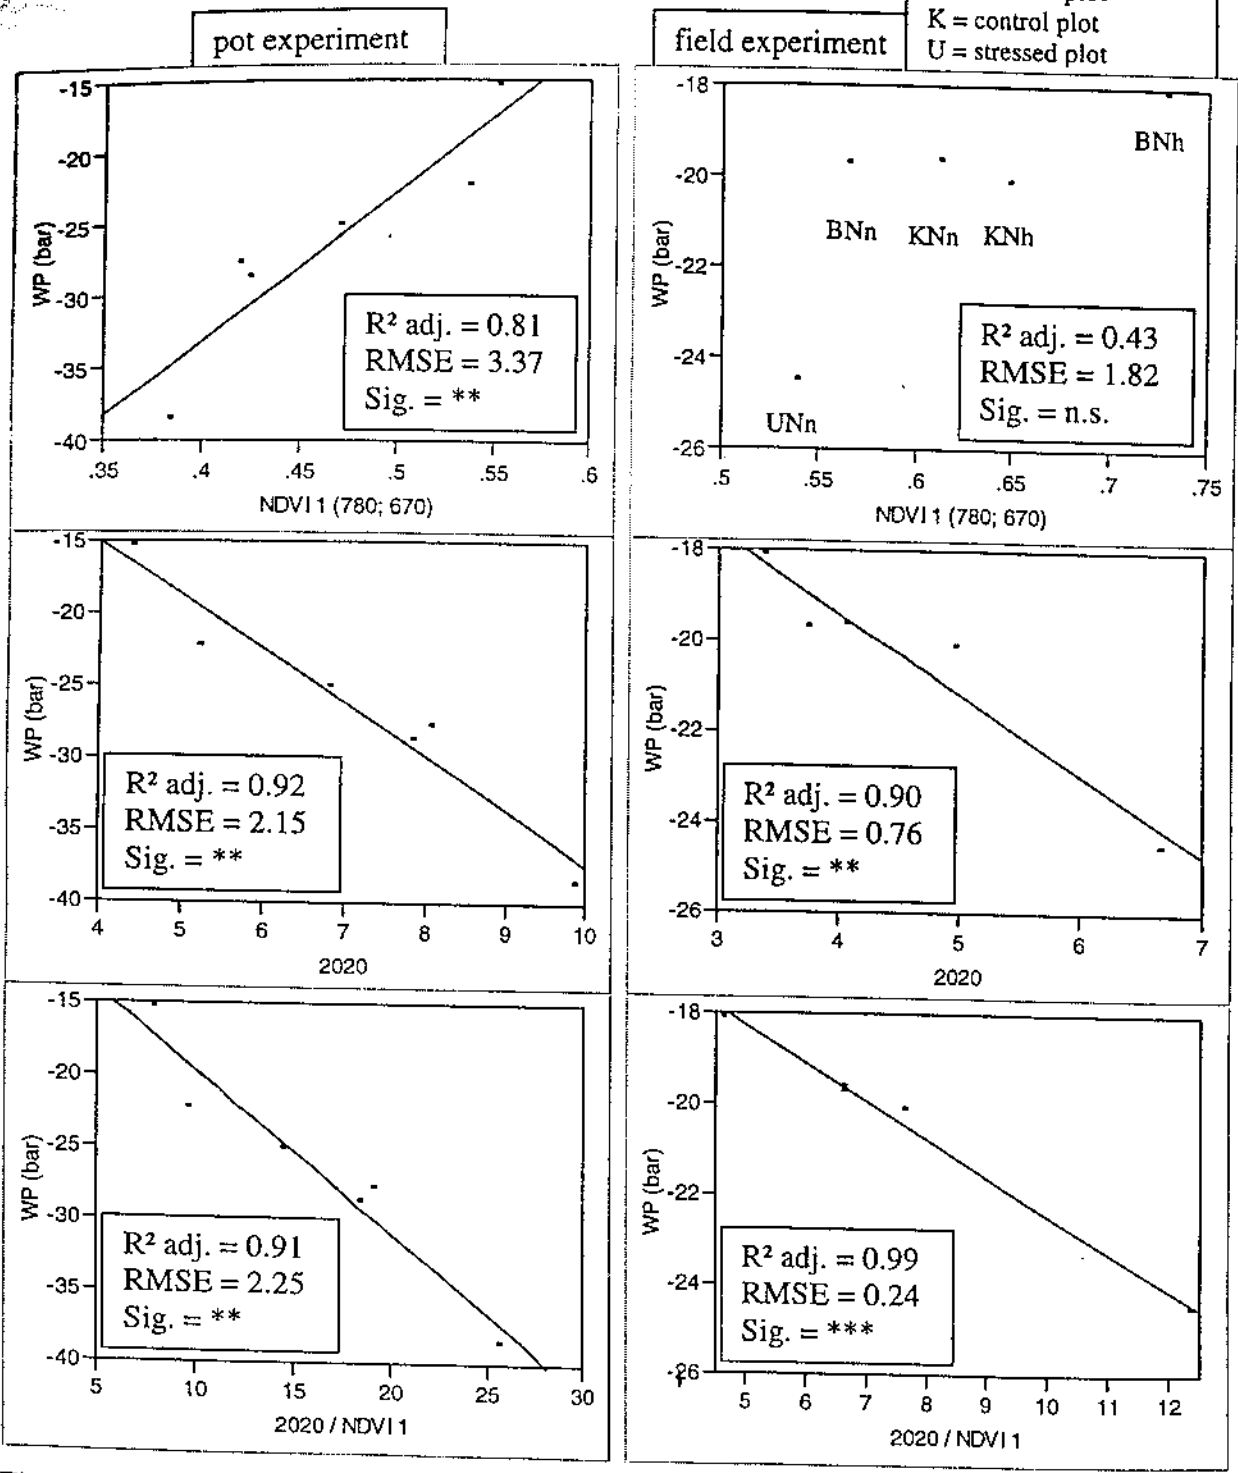 pot experiment
field experiment
K = control plot
U = stressed plot
-15
-20
-25
-30
-35
-40
WP (bar)
R² adj. = 0.81
RMSE = 3.37
Sig. = **
.35 .4 .45 .5 .55 .6
NDVI 1 (780; 670)
-18
-20
-22
-24
-26
WP (bar)
BNh
BNn KNn KNh
UNn
R² adj. = 0.43
RMSE = 1.82
Sig. = n.s.
.5 .55 .6 .65 .7 .75
NDVI 1 (780; 670)
-15
-20
-25
-30
-35
-40
WP (bar)
R² adj. = 0.92
RMSE = 2.15
Sig. = **
4 5 6 7 8 9 10
2020
-18
-20
-22
-24
-26
WP (bar)
R² adj. = 0.90
RMSE = 0.76
Sig. = **
3 4 5 6 7
2020
-15
-20
-25
-30
-35
-40
WP (bar)
R² adj. = 0.91
RMSE = 2.25
Sig. = **
5 10 15 20 25 30
2020 / NDVI 1
-18
-20
-22
-24
-26
WP (bar)
R² adj. = 0.99
RMSE = 0.24
Sig. = ***
5 6 7 8 9 10 11 12
2020 / NDVI 1